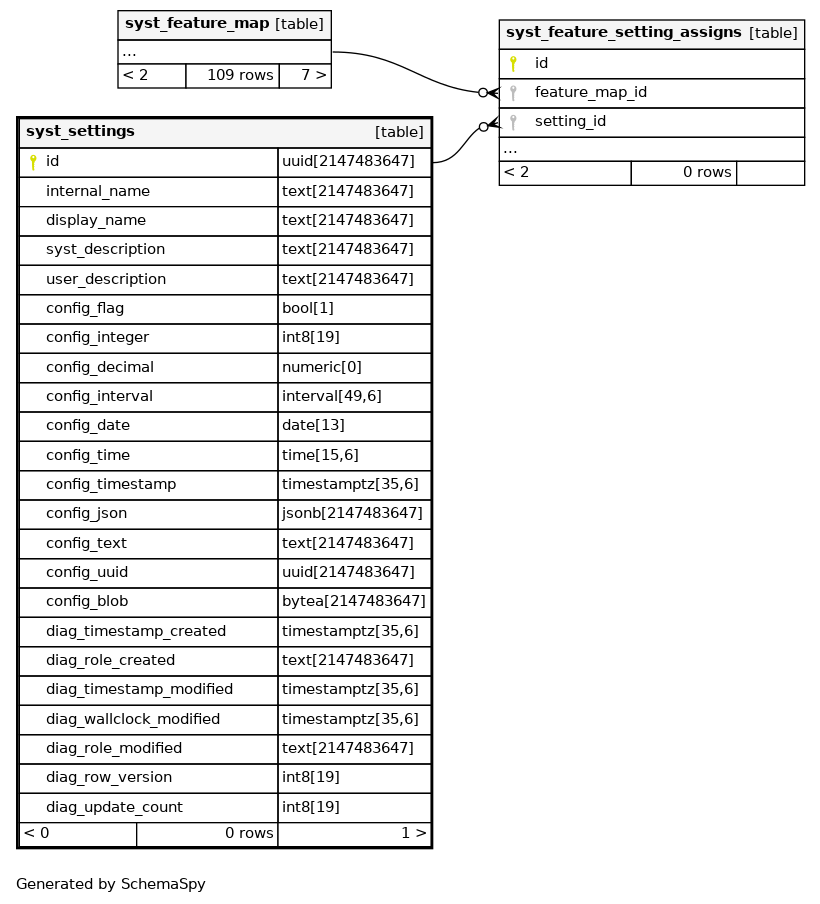 syst_feature_map [table]
...
< 2 109 rows 7 >
syst_feature_setting_assigns [table]
id
feature_map_id
setting_id
...
< 2 0 rows
syst_settings [table]
id uuid[2147483647]
internal_name text[2147483647]
display_name text[2147483647]
syst_description text[2147483647]
user_description text[2147483647]
config_flag bool[1]
config_integer int8[19]
config_decimal numeric[0]
config_interval interval[49,6]
config_date date[13]
config_time time[15,6]
config_timestamp timestamptz[35,6]
config_json jsonb[2147483647]
config_text text[2147483647]
config_uuid uuid[2147483647]
config_blob bytea[2147483647]
diag_timestamp_created timestamptz[35,6]
diag_role_created text[2147483647]
diag_timestamp_modified timestamptz[35,6]
diag_wallclock_modified timestamptz[35,6]
diag_role_modified text[2147483647]
diag_row_version int8[19]
diag_update_count int8[19]
< 0 0 rows 1 >
Generated by SchemaSpy